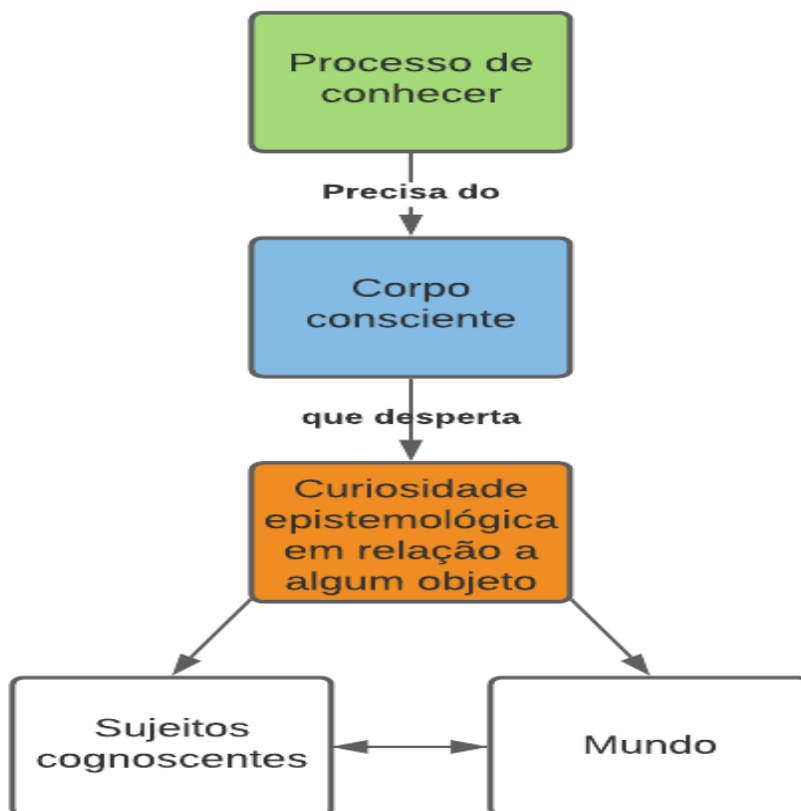 Processo de
conhecer
Precisa do
Corpo
consciente
que desperta
Curiosidade
epistemológica
em relação a
algum objeto
Sujeitos
cognoscentes
Mundo